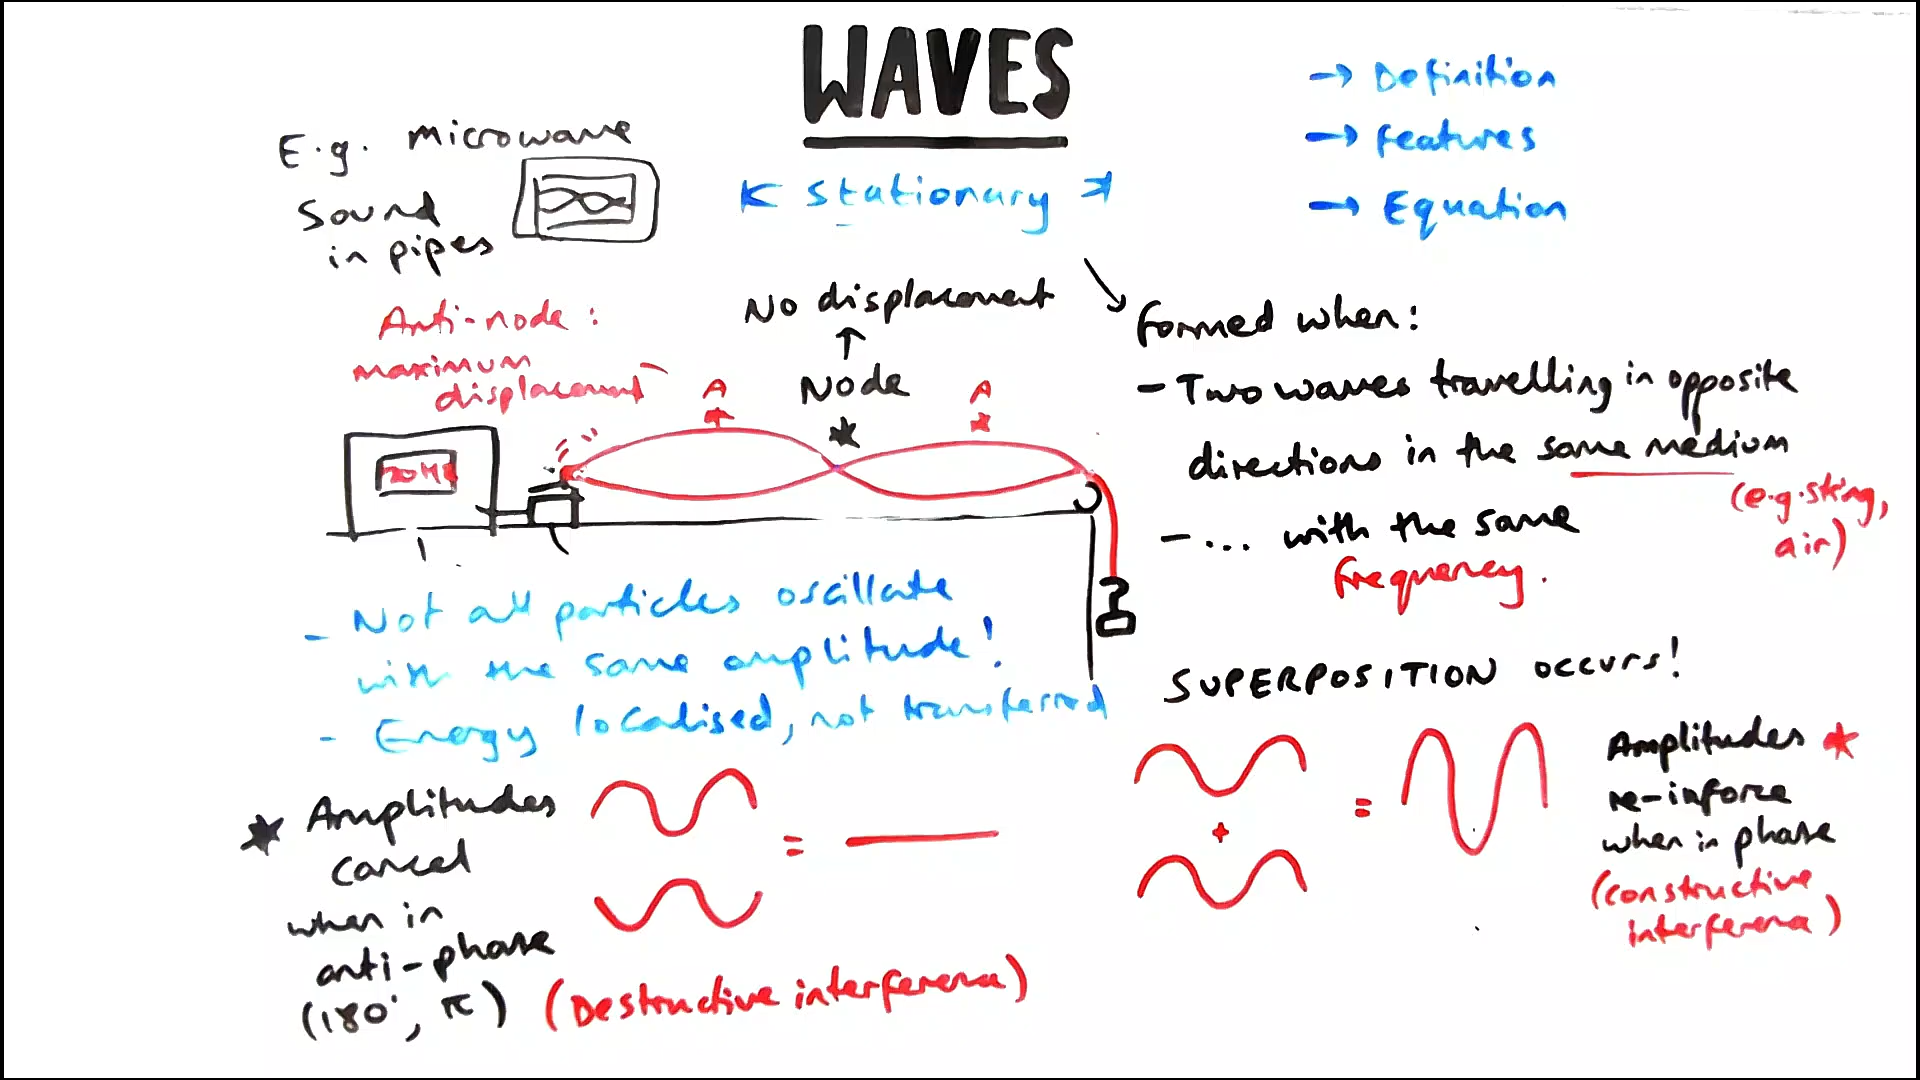 WAVES
← Stationary →
→ Definition
→ Features
→ Equation
E.g. microwave
Sound
in pipes
Anti-node:
maximum
displacement
No displacement
↑
Node
A
A
20Hz
formed when:
- Two waves travelling in opposite
directions in the same medium
(e.g. string,
air)
- ... with the same
frequency.
- Not all particles oscillate
with the same amplitude!
- Energy localised, not transferred
SUPERPOSITION OCCURS!
* Amplitudes
cancel
when in
anti-phase
(180°, π) (Destructive interference)
=
+
=
Amplitudes *
re-inforce
when in phase
(constructive
interference)